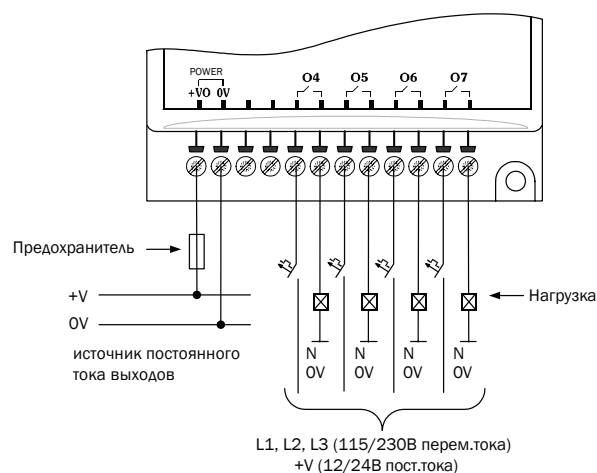 POWER
+VO 0V
O4 O5 O6 O7
Предохранитель
+V
0V
источник постоянного
тока выходов
Нагрузка
N N N N
0V 0V 0V 0V
L1, L2, L3 (115/230В перем.тока)
+V (12/24В пост.тока)